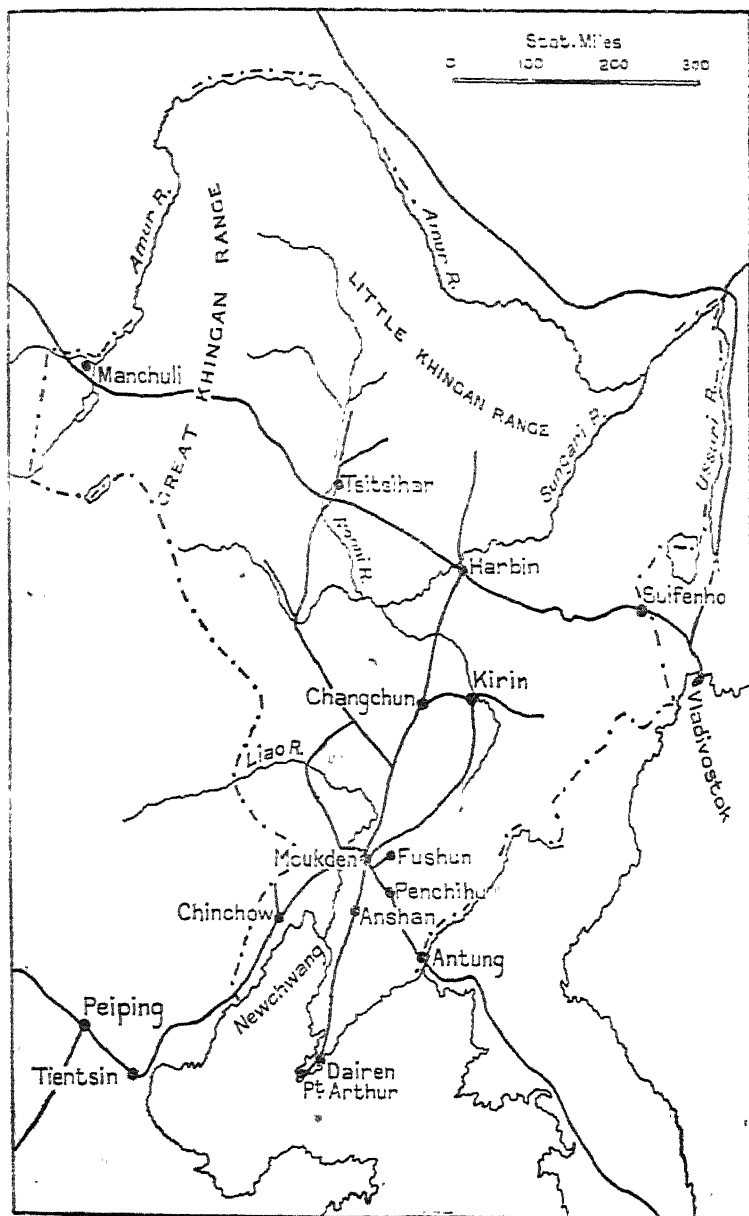 Stat. Miles
0 100 200 300
Amur R.
Amur R.
GREAT KHINGAN RANGE
LITTLE KHINGAN RANGE
Manchuli
Sungari R.
Ussuri R.
Tsitsihar
Harbin
Suifenho
Changchun
Kirin
Vladivostok
Liao R.
Moukden
Fushun
Penchihu
Chinchow
Anshan
Antung
Newchwang
Peiping
Tientsin
Dairen
Pt. Arthur